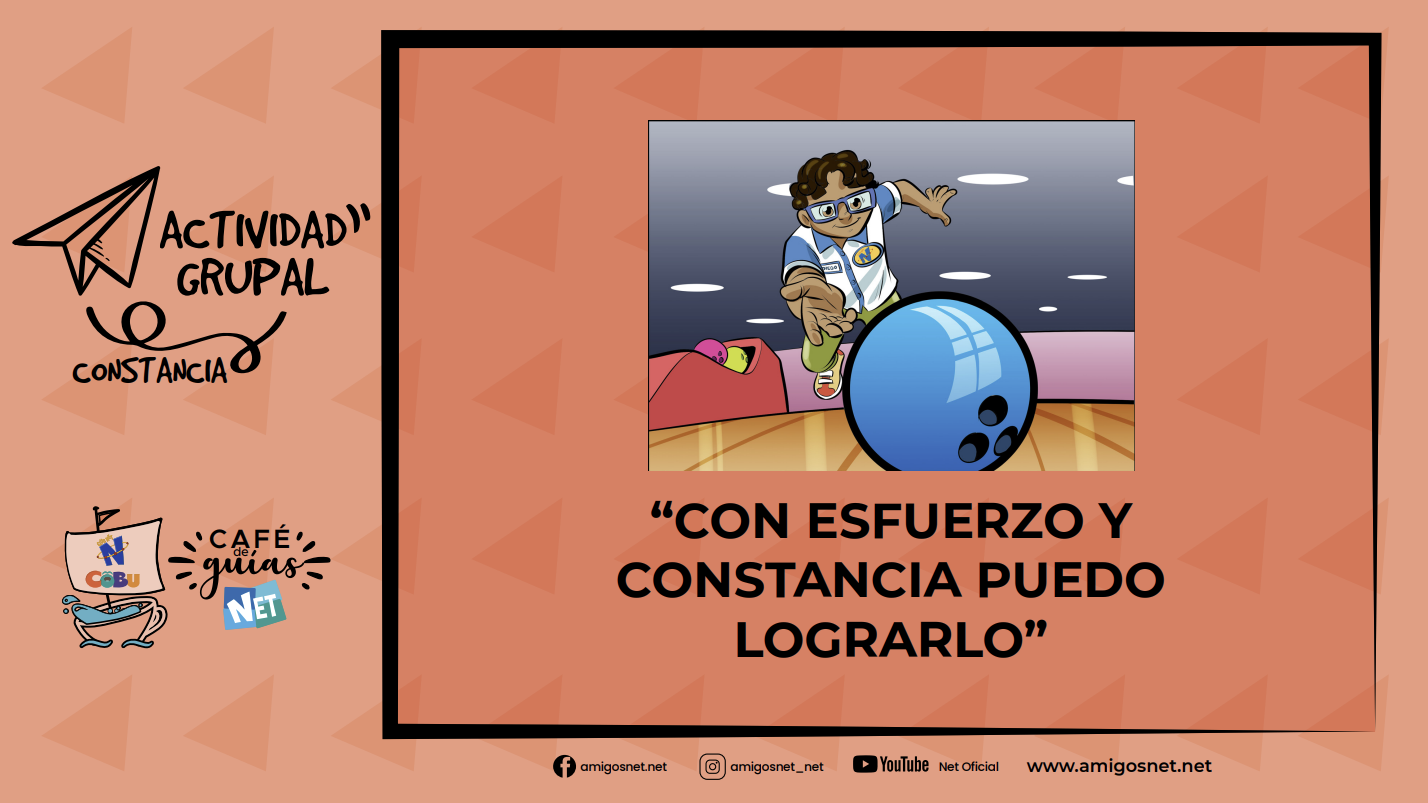 ACTIVIDAD
GRUPAL
CONSTANCIA
N
COBU
CAFÉ
de
guías
NET
DIEGO
N
“CON ESFUERZO Y
CONSTANCIA PUEDO
LOGRARLO”
amigosnet.net
amigosnet_net
YouTube Net Oficial
www.amigosnet.net